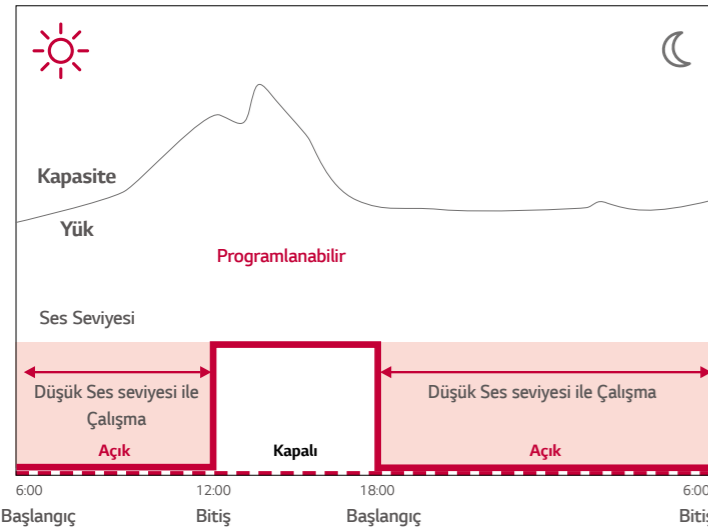 Kapasite
Yük
Programlanabilir
Ses Seviyesi
Düşük Ses seviyesi ile
Çalışma
Düşük Ses seviyesi ile Çalışma
Açık
Kapalı
Açık
6:00
12:00
18:00
6:00
Başlangıç
Bitiş
Başlangıç
Bitiş